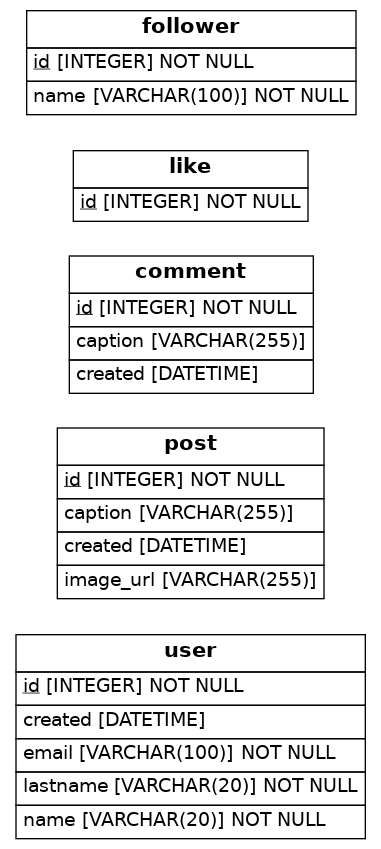 follower
id [INTEGER] NOT NULL
name [VARCHAR(100)] NOT NULL
like
id [INTEGER] NOT NULL
comment
id [INTEGER] NOT NULL
caption [VARCHAR(255)]
created [DATETIME]
post
id [INTEGER] NOT NULL
caption [VARCHAR(255)]
created [DATETIME]
image_url [VARCHAR(255)]
user
id [INTEGER] NOT NULL
created [DATETIME]
email [VARCHAR(100)] NOT NULL
lastname [VARCHAR(20)] NOT NULL
name [VARCHAR(20)] NOT NULL